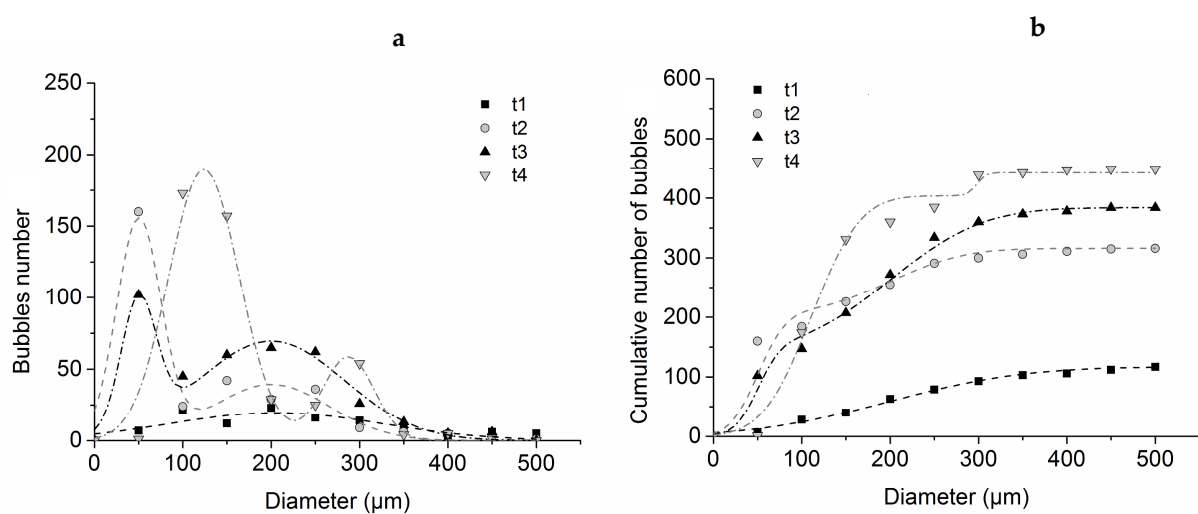 a
250
200
150
100
50
0
Bubbles number
t1
t2
t3
t4
0 100 200 300 400 500
Diameter (µm)
b
600
500
400
300
200
100
0
Cumulative number of bubbles
t1
t2
t3
t4
0 100 200 300 400 500
Diameter (µm)